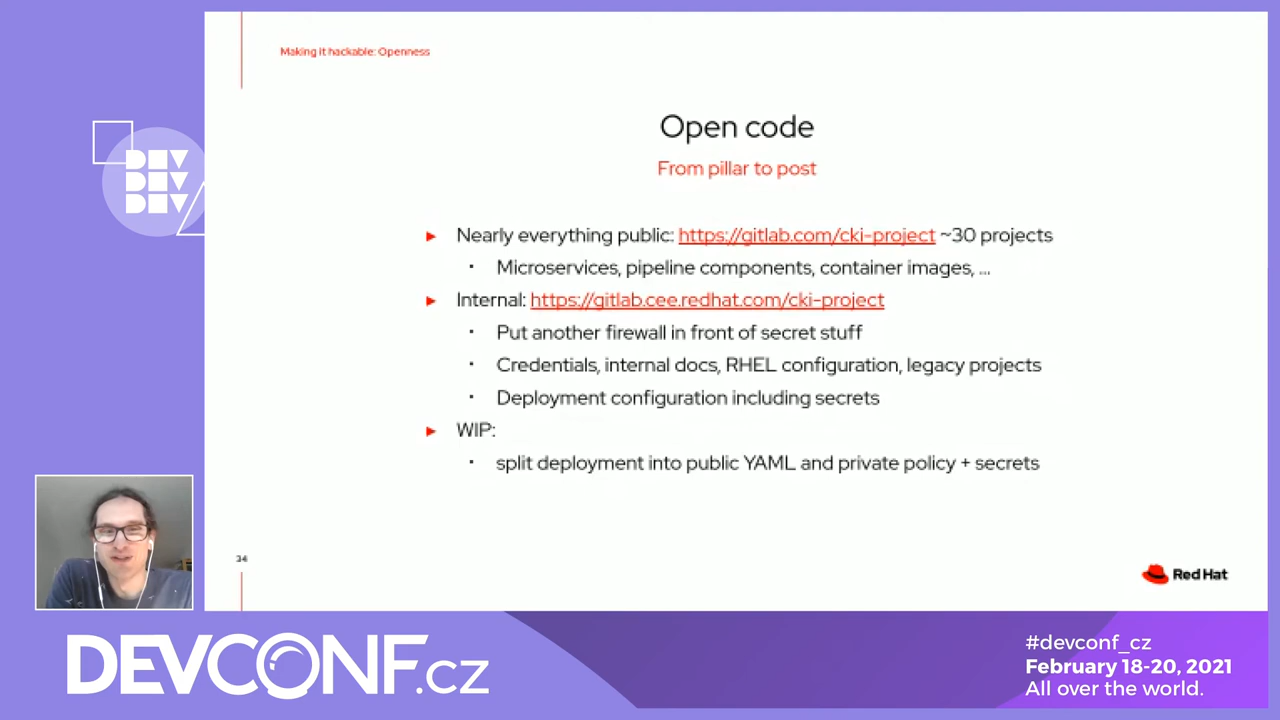 Making it hackable: Openness
Open code
From pillar to post
► Nearly everything public: https://gitlab.com/cki-project ~30 projects
· Microservices, pipeline components, container images, ...
► Internal: https://gitlab.cee.redhat.com/cki-project
· Put another firewall in front of secret stuff
· Credentials, internal docs, RHEL configuration, legacy projects
· Deployment configuration including secrets
► WIP:
· split deployment into public YAML and private policy + secrets
34
Red Hat
DEV
DEV
DEV
DEVCONF.cz
#devconf_cz
February 18-20, 2021
All over the world.